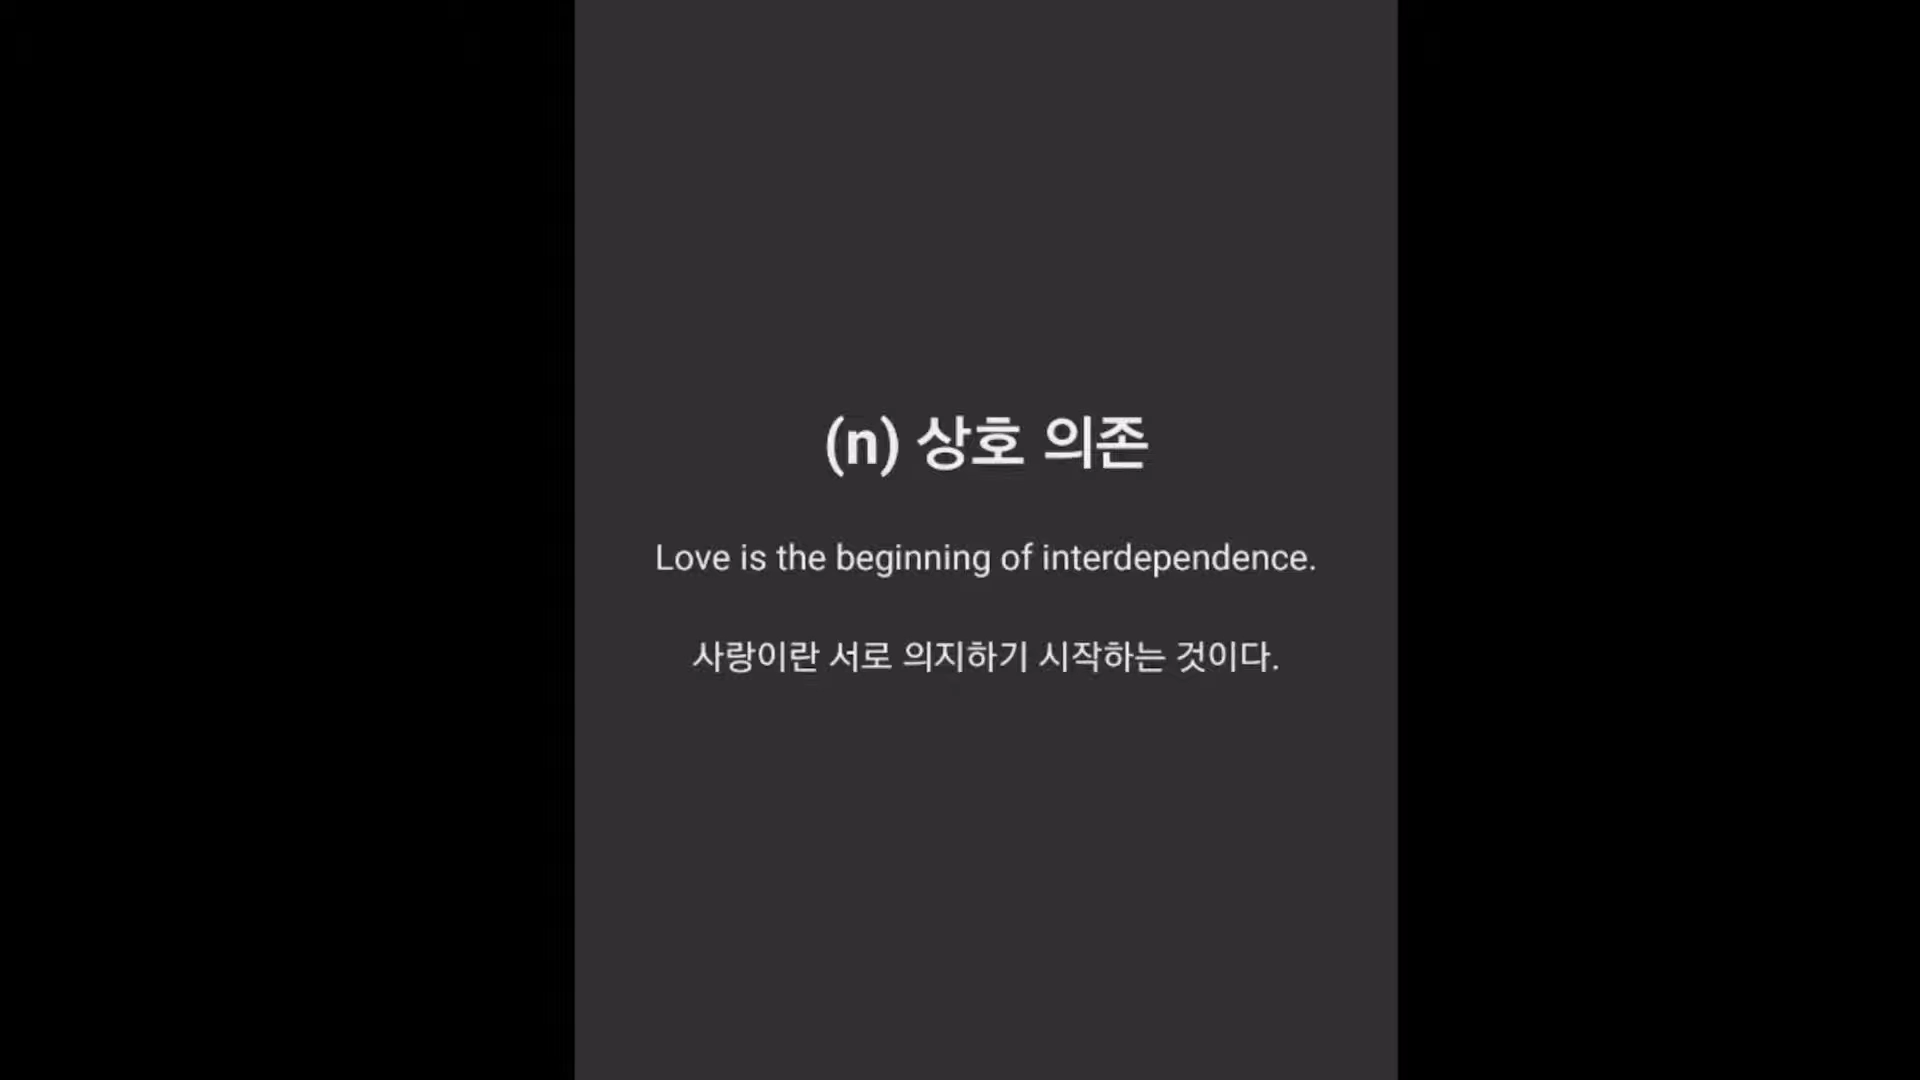 (n) 상호 의존
Love is the beginning of interdependence.
사랑이란 서로 의지하기 시작하는 것이다.